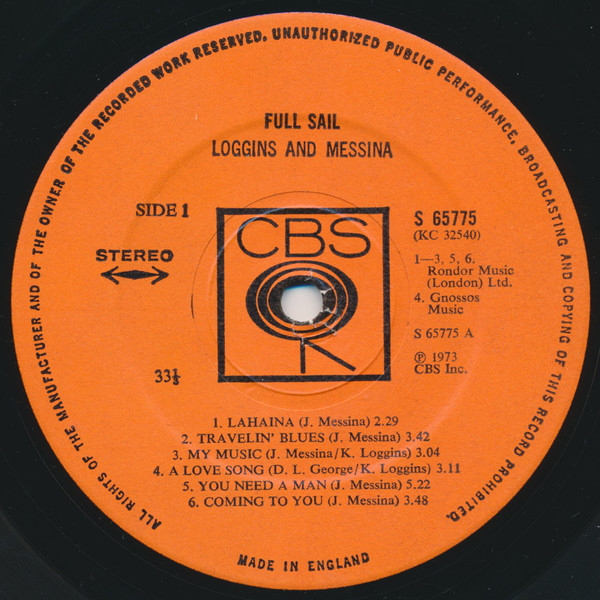 ALL RIGHTS OF THE MANUFACTURER AND OF THE OWNER OF THE RECORDED WORK RESERVED. UNAUTHORIZED PUBLIC PERFORMANCE, BROADCASTING AND COPYING OF THIS RECORD PROHIBITED.
FULL SAIL
LOGGINS AND MESSINA
SIDE 1
STEREO
33⅓
CBS
S 65775
(KC 32540)
1—3, 5, 6.
Rondor Music
(London) Ltd.
4. Gnossos
Music
S 65775 A
℗ 1973
CBS Inc.
1. LAHAINA (J. Messina) 2.29
2. TRAVELIN' BLUES (J. Messina) 3.42
3. MY MUSIC (J. Messina/K. Loggins) 3.04
4. A LOVE SONG (D. L. George/K. Loggins) 3.11
5. YOU NEED A MAN (J. Messina) 5.22
6. COMING TO YOU (J. Messina) 3.48
MADE IN ENGLAND